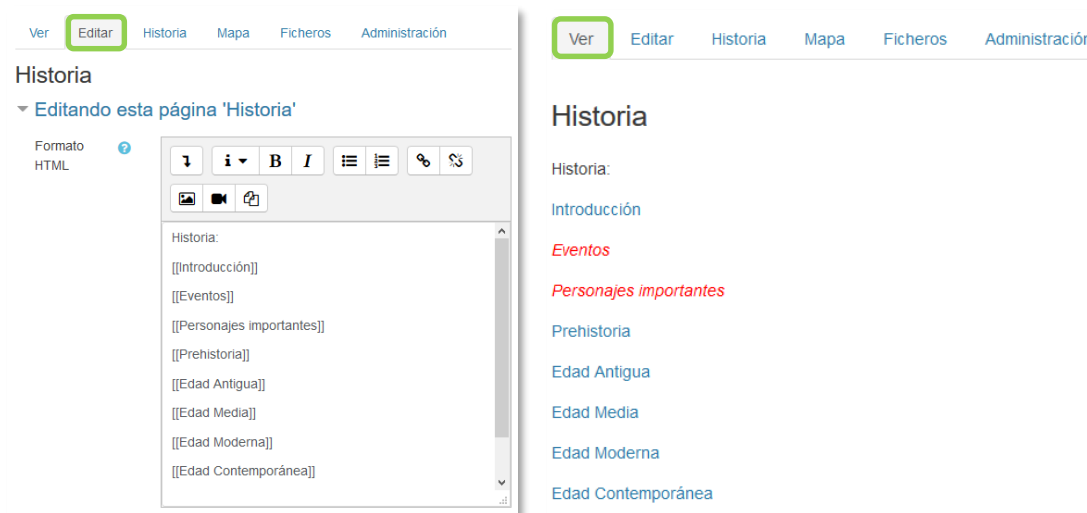 Ver Editar Historia Mapa Ficheros Administración
Historia
Editando esta página 'Historia'
Formato HTML
Historia:
[[Introducción]]
[[Eventos]]
[[Personajes importantes]]
[[Prehistoria]]
[[Edad Antigua]]
[[Edad Media]]
[[Edad Moderna]]
[[Edad Contemporánea]]
Ver Editar Historia Mapa Ficheros Administración
Historia
Historia:
Introducción
Eventos
Personajes importantes
Prehistoria
Edad Antigua
Edad Media
Edad Moderna
Edad Contemporánea